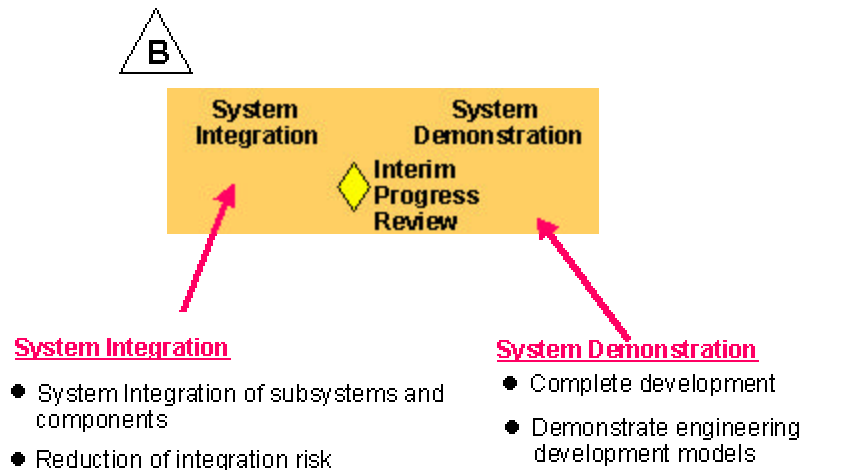 B
System
Integration
System
Demonstration
Interim
Progress
Review
System Integration
● System Integration of subsystems and
components
● Reduction of integration risk
System Demonstration
● Complete development
● Demonstrate engineering
development models